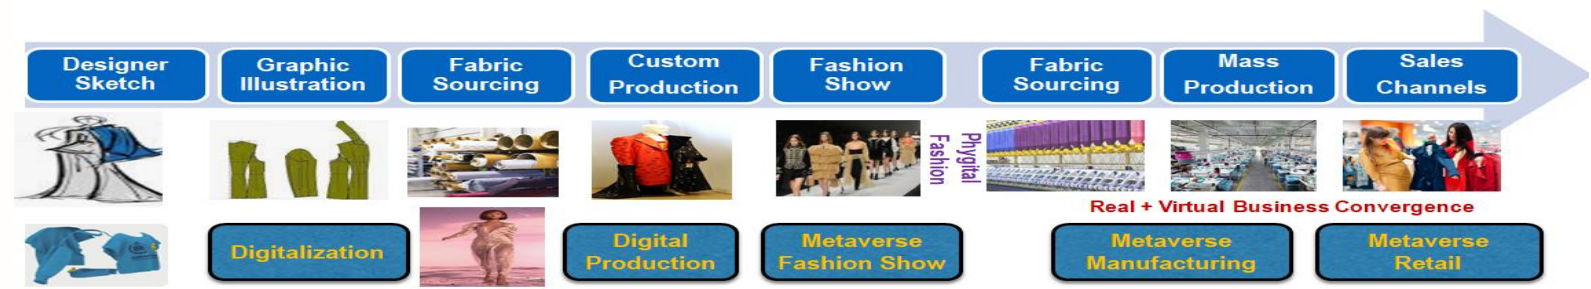 Designer
Sketch
Graphic
Illustration
Fabric
Sourcing
Custom
Production
Fashion
Show
Fabric
Sourcing
Mass
Production
Sales
Channels
Phygital
Fashion
Real + Virtual Business Convergence
Digitalization
Digital
Production
Metaverse
Fashion Show
Metaverse
Manufacturing
Metaverse
Retail